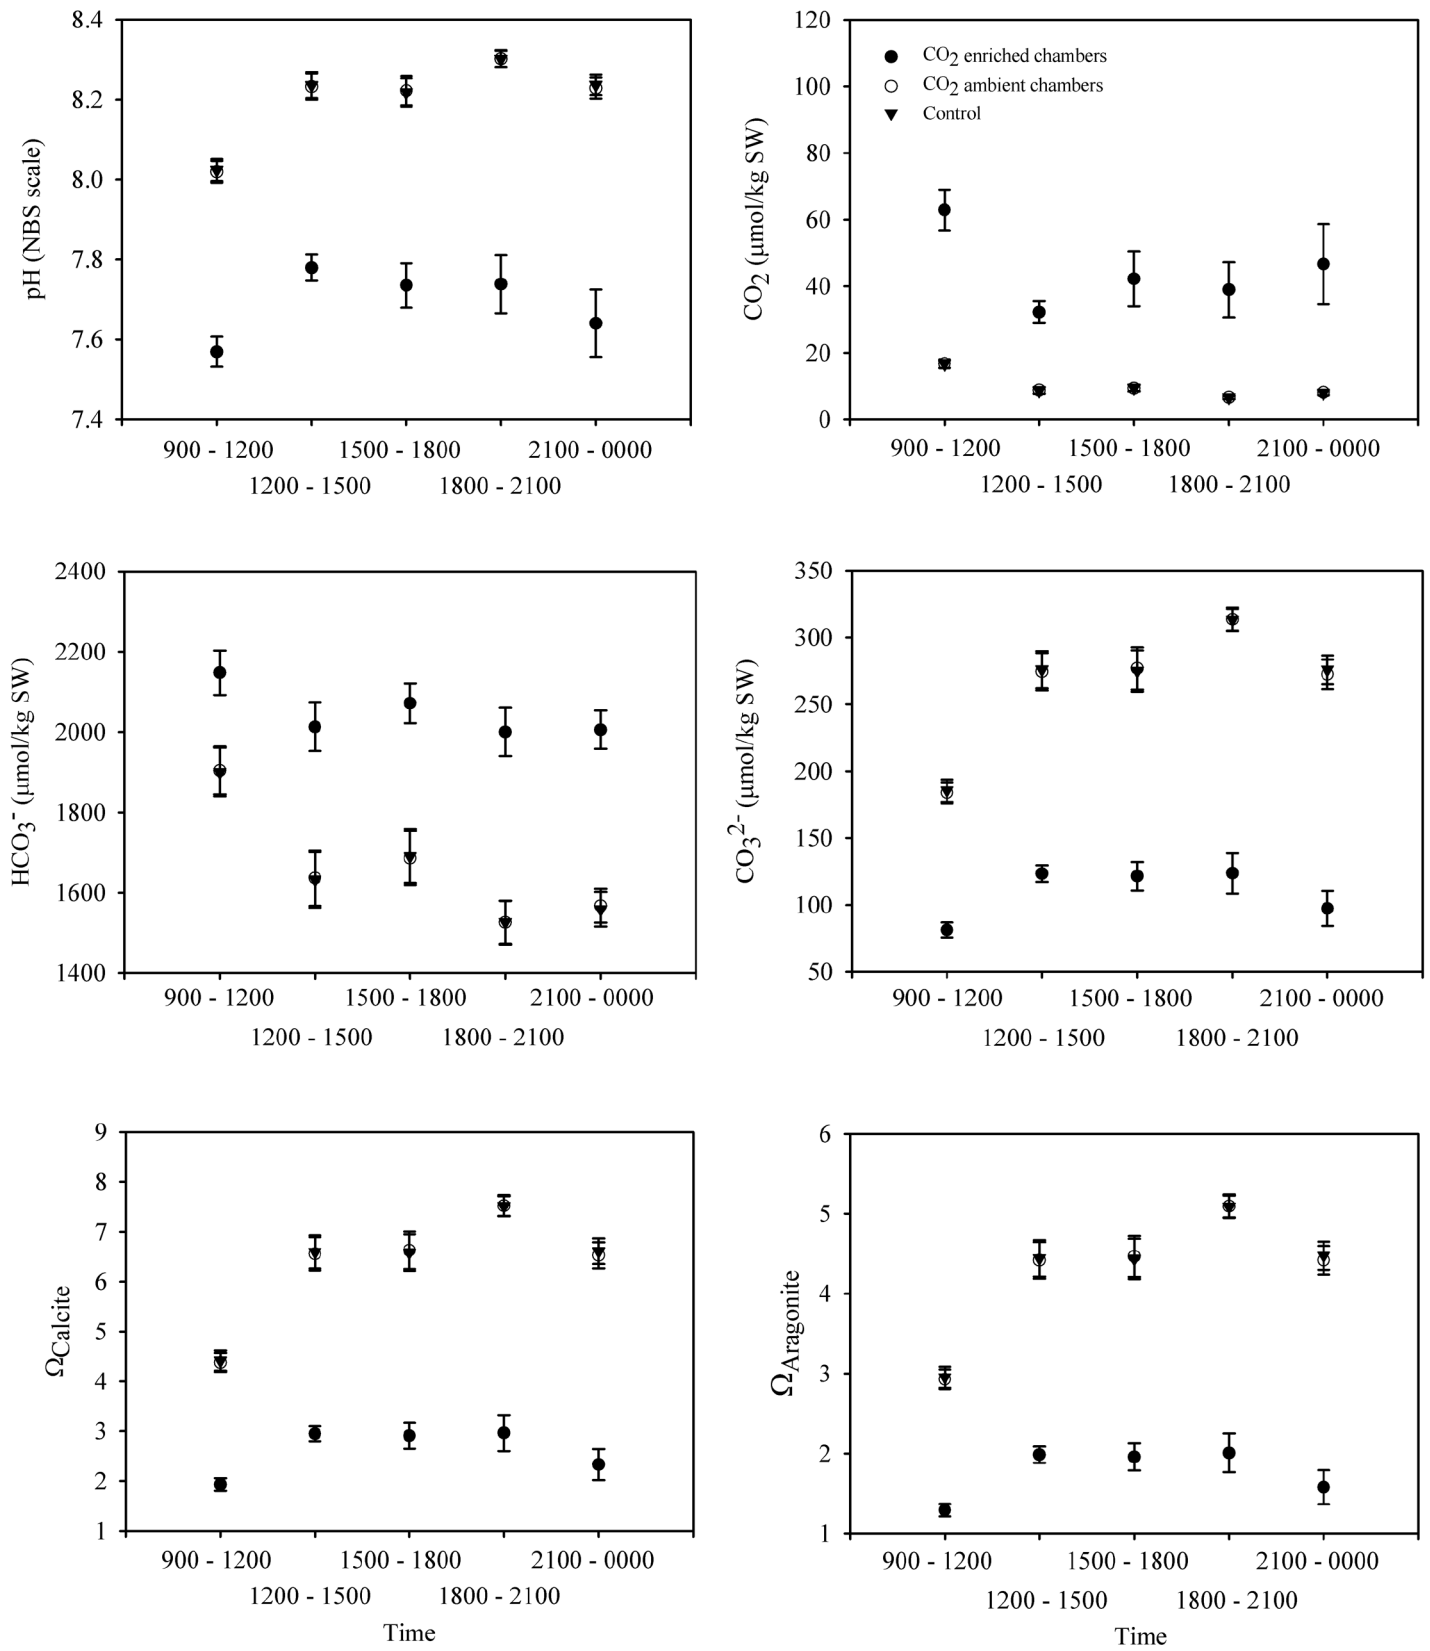 8.4
8.2
8.0
7.8
7.6
7.4
pH (NBS scale)
900 - 1200
1500 - 1800
2100 - 0000
1200 - 1500
1800 - 2100
120
100
80
60
40
20
0
CO2 (µmol/kg SW)
CO2 enriched chambers
CO2 ambient chambers
Control
900 - 1200
1500 - 1800
2100 - 0000
1200 - 1500
1800 - 2100
2400
2200
2000
1800
1600
1400
HCO3- (µmol/kg SW)
900 - 1200
1500 - 1800
2100 - 0000
1200 - 1500
1800 - 2100
350
300
250
200
150
100
50
CO32- (µmol/kg SW)
900 - 1200
1500 - 1800
2100 - 0000
1200 - 1500
1800 - 2100
9
8
7
6
5
4
3
2
1
ΩCalcite
900 - 1200
1500 - 1800
2100 - 0000
1200 - 1500
1800 - 2100
Time
6
5
4
3
2
1
ΩAragonite
900 - 1200
1500 - 1800
2100 - 0000
1200 - 1500
1800 - 2100
Time